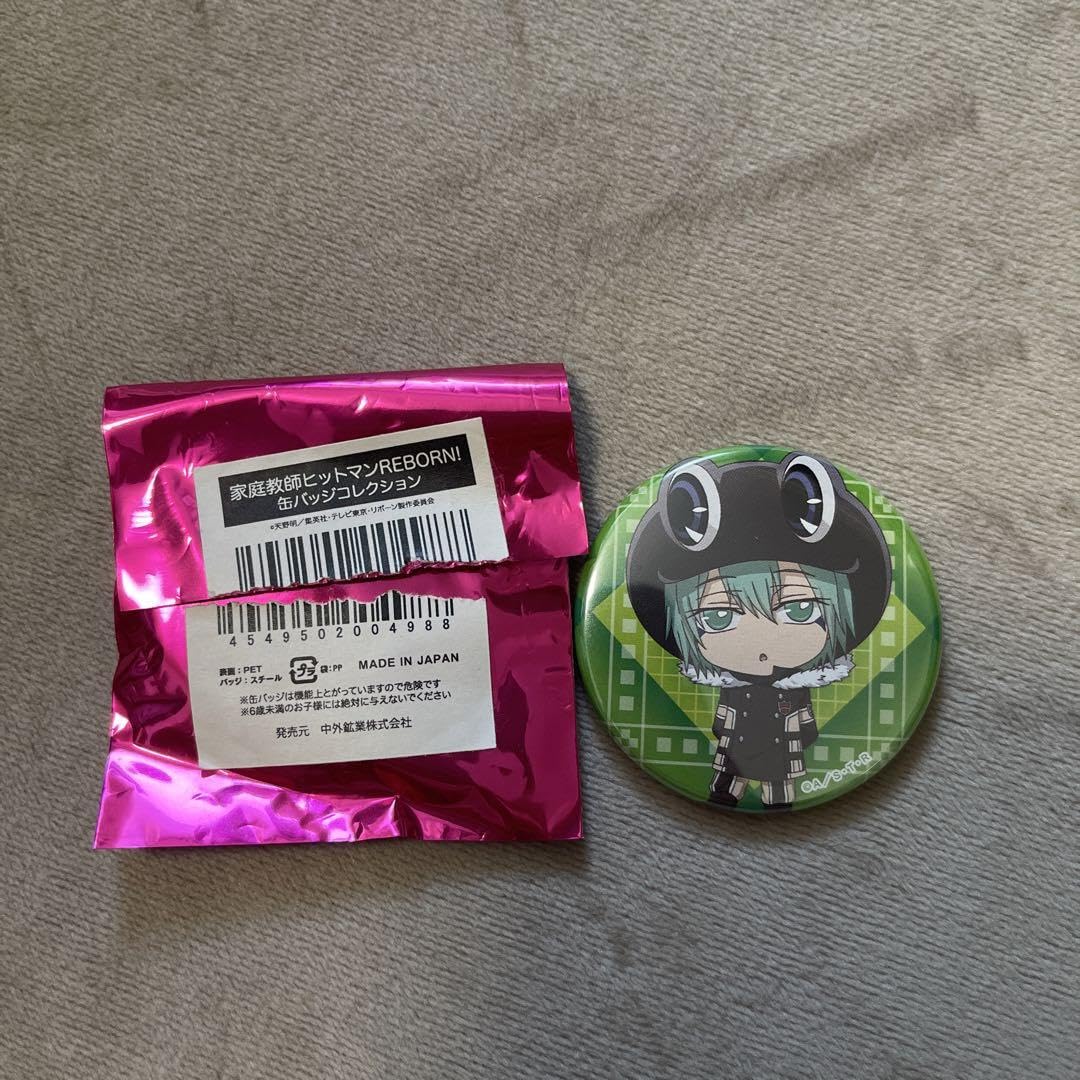 家庭教師ヒットマンREBORN!
缶バッジコレクション
©天野明/集英社・テレビ東京・リボーン製作委員会
4549502004988
表面：PET
バッジ：スチール
プラ
袋：PP
MADE IN JAPAN
※缶バッジは機能上とがっていますので危険です
※6歳未満のお子様には絶対に与えないでください
発売元 中外鉱業株式会社
©A/S・T・R